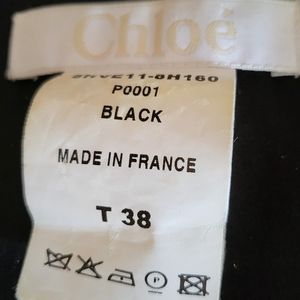 Chloé
P0001
BLACK
MADE IN FRANCE
T 38
P